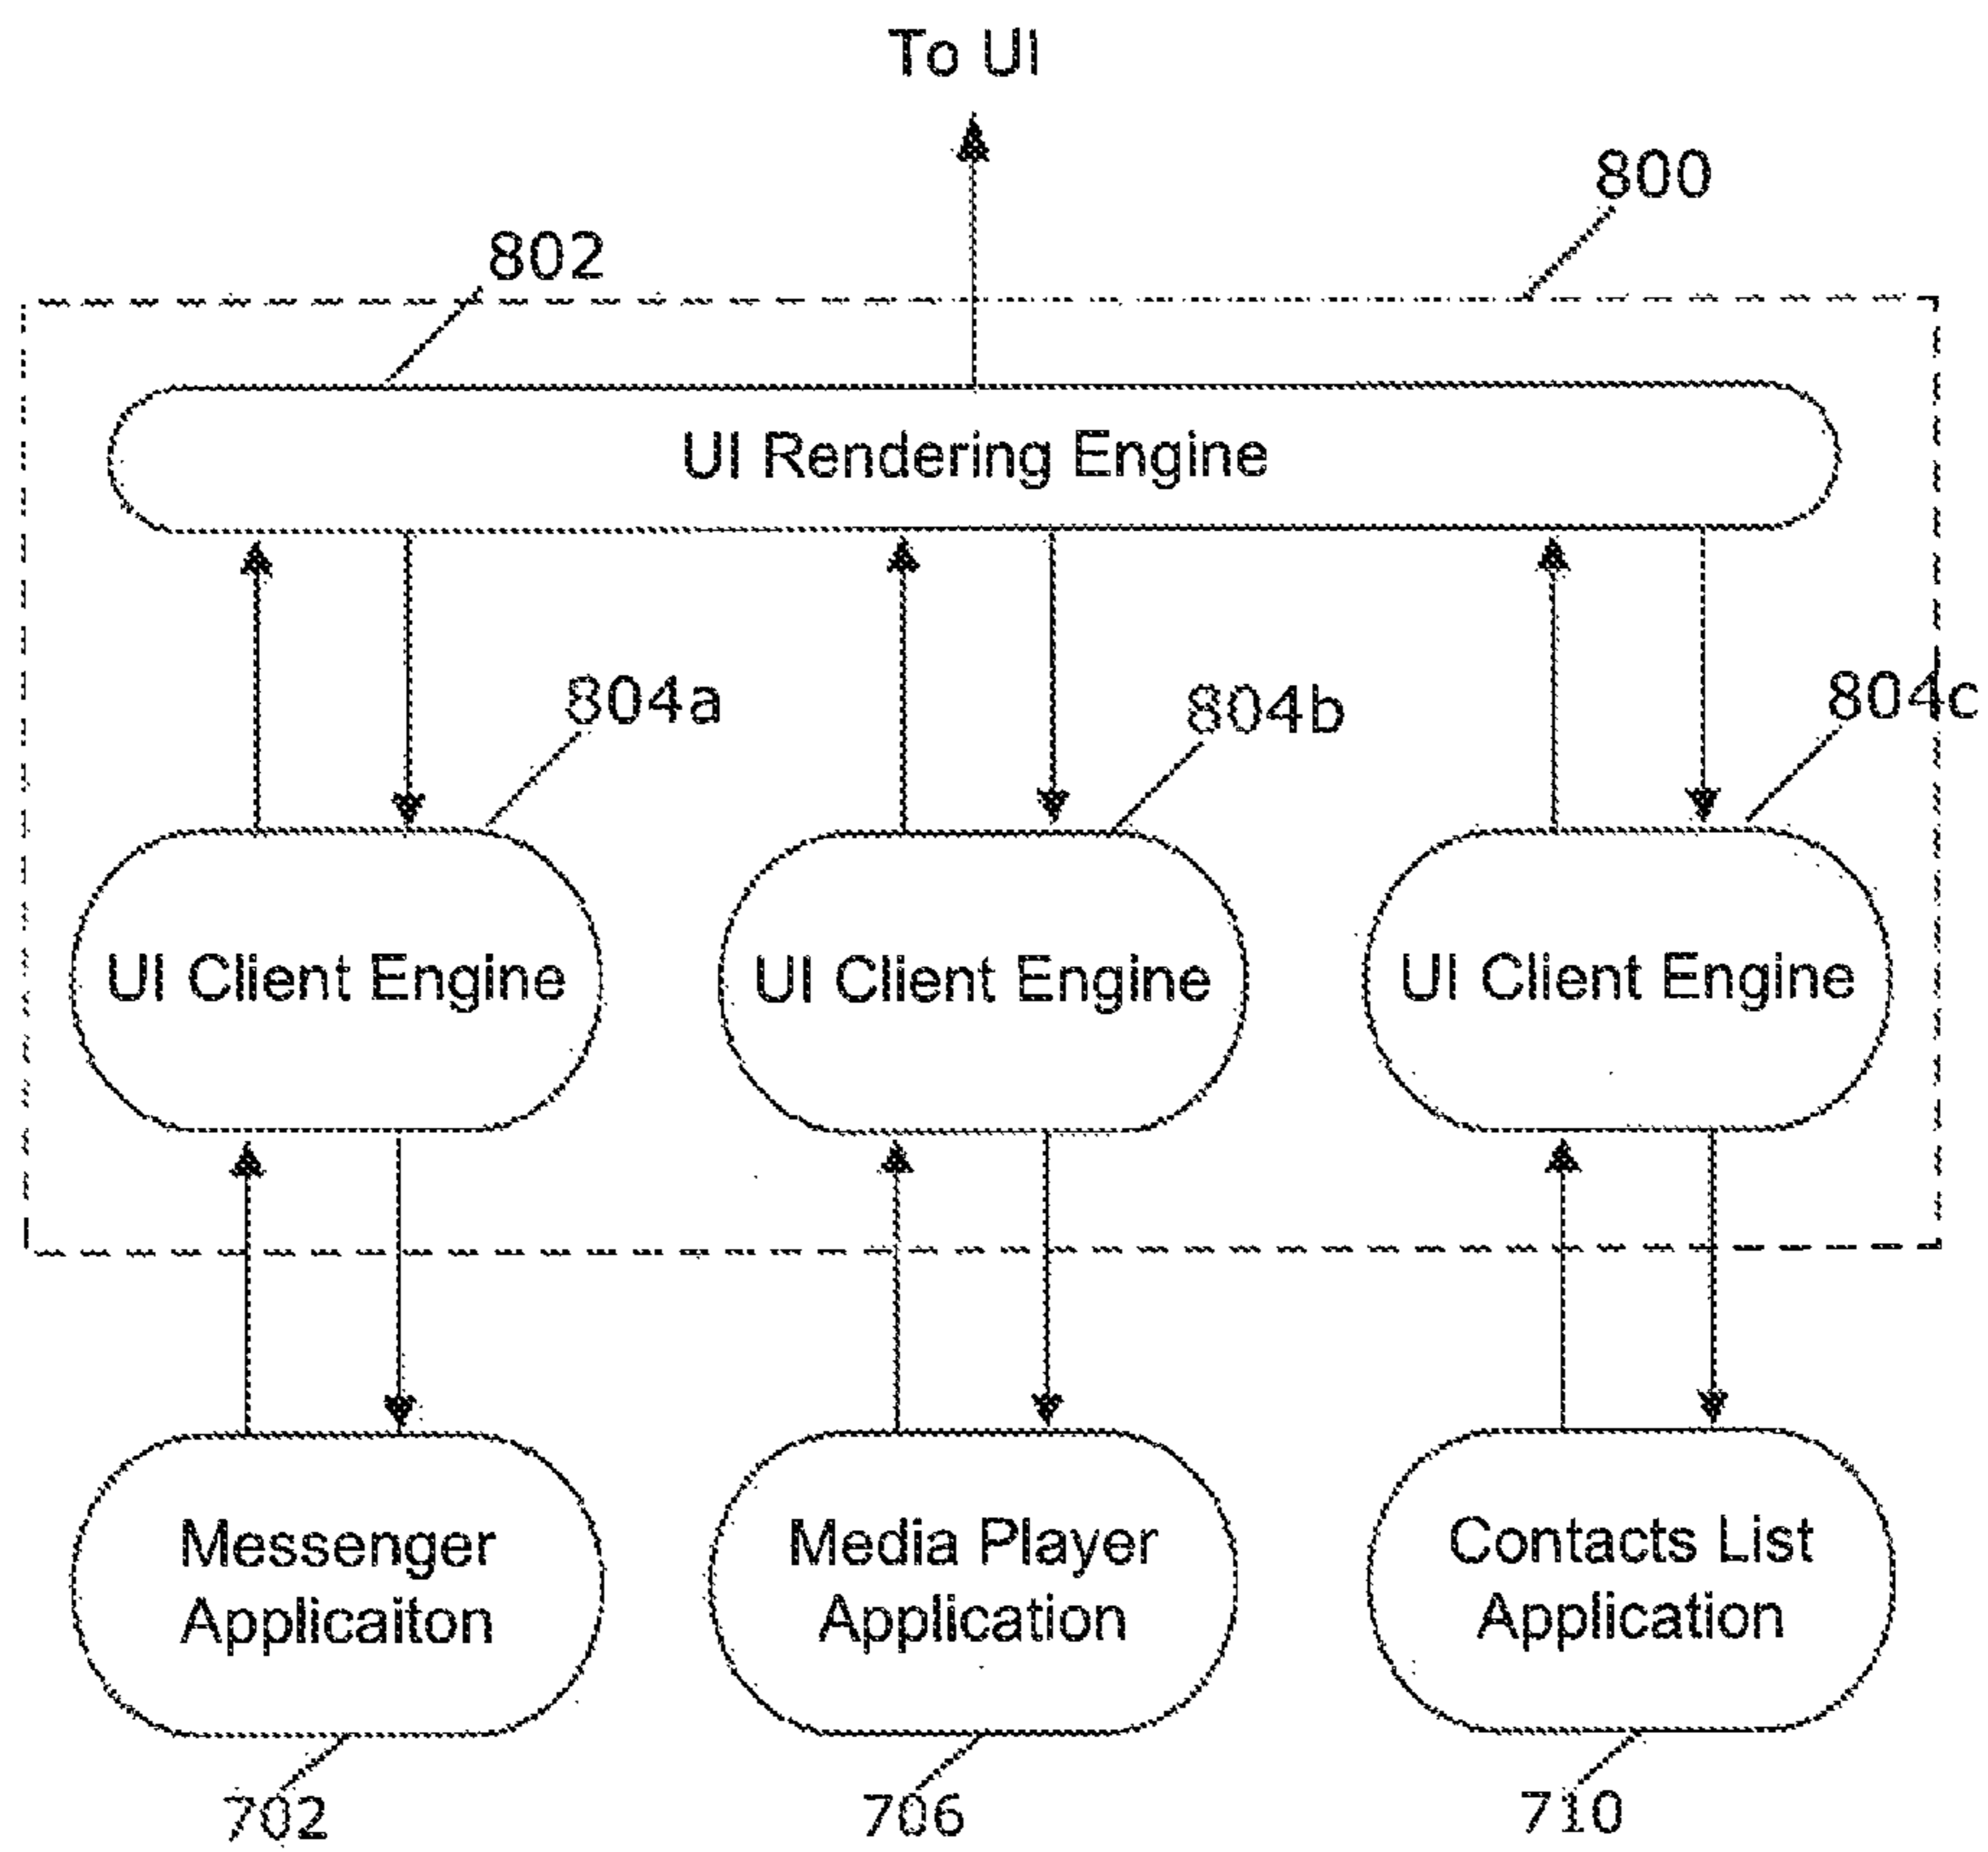 To UI
800
802
UI Rendering Engine
804a
804b
804c
UI Client Engine
UI Client Engine
UI Client Engine
Messenger
Applicaiton
Media Player
Application
Contacts List
Application
702
706
710